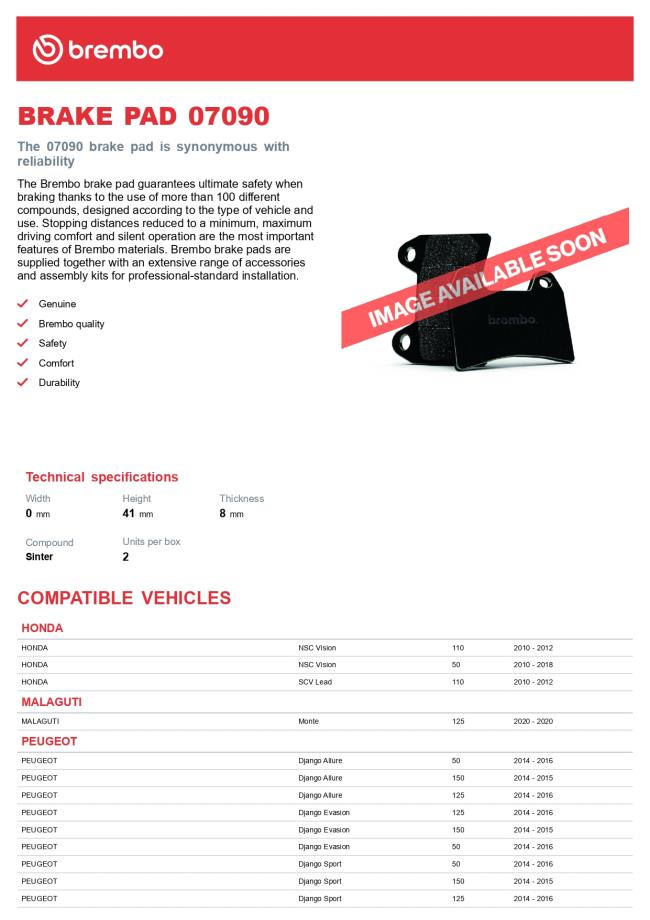 brembo
BRAKE PAD 07090
The 07090 brake pad is synonymous with
reliability
The Brembo brake pad guarantees ultimate safety when
braking thanks to the use of more than 100 different
compounds, designed according to the type of vehicle and
use. Stopping distances reduced to a minimum, maximum
driving comfort and silent operation are the most important
features of Brembo materials. Brembo brake pads are
supplied together with an extensive range of accessories
and assembly kits for professional-standard installation.
Genuine
Brembo quality
Safety
Comfort
Durability
IMAGE AVAILABLE SOON
brembo.
Technical specifications
Width Height Thickness
0 mm 41 mm 8 mm
Compound Units per box
Sinter 2
COMPATIBLE VEHICLES
HONDA
HONDA NSC Vision 110 2010 - 2012
HONDA NSC Vision 50 2010 - 2018
HONDA SCV Lead 110 2010 - 2012
MALAGUTI
MALAGUTI Monte 125 2020 - 2020
PEUGEOT
PEUGEOT Django Allure 50 2014 - 2016
PEUGEOT Django Allure 150 2014 - 2015
PEUGEOT Django Allure 125 2014 - 2016
PEUGEOT Django Evasion 125 2014 - 2016
PEUGEOT Django Evasion 150 2014 - 2015
PEUGEOT Django Evasion 50 2014 - 2016
PEUGEOT Django Sport 50 2014 - 2016
PEUGEOT Django Sport 150 2014 - 2015
PEUGEOT Django Sport 125 2014 - 2016